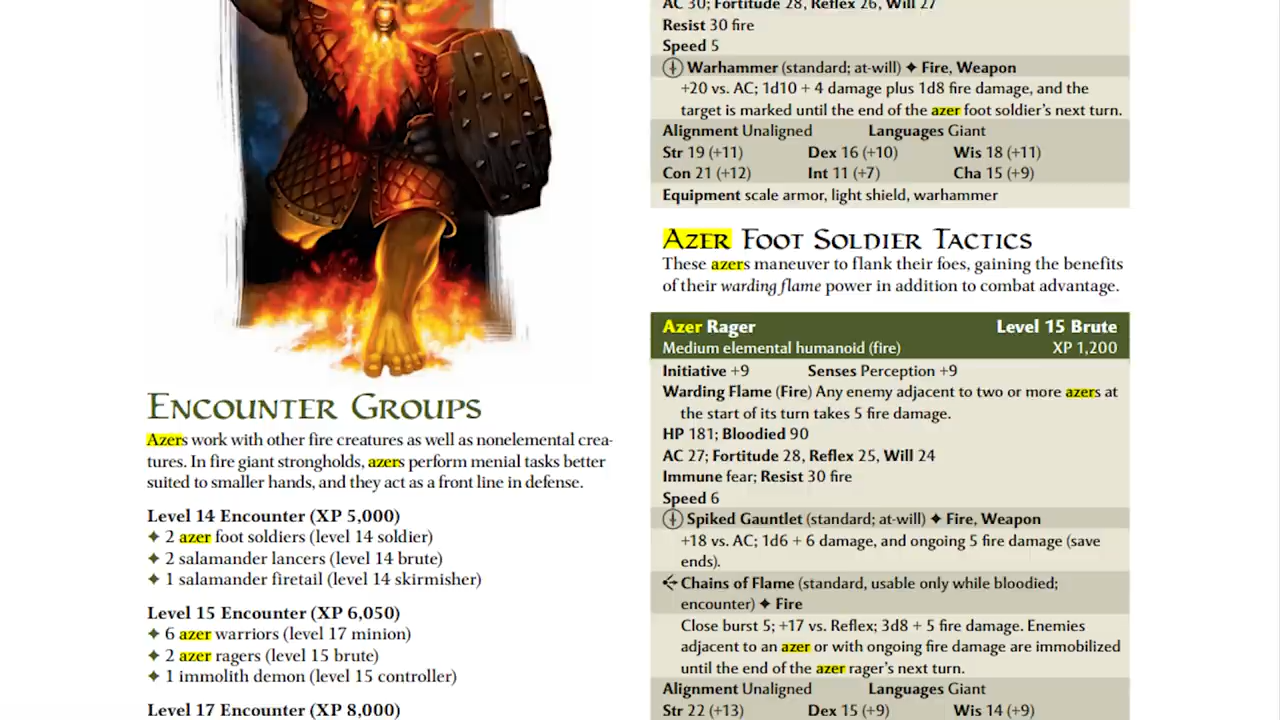 Encounter Groups
Azers work with other fire creatures as well as nonelemental crea-
tures. In fire giant strongholds, azers perform menial tasks better
suited to smaller hands, and they act as a front line in defense.
Level 14 Encounter (XP 5,000)
✦ 2 azer foot soldiers (level 14 soldier)
✦ 2 salamander lancers (level 14 brute)
✦ 1 salamander firetail (level 14 skirmisher)
Level 15 Encounter (XP 6,050)
✦ 6 azer warriors (level 17 minion)
✦ 2 azer ragers (level 15 brute)
✦ 1 immolith demon (level 15 controller)
Level 17 Encounter (XP 8,000)
AC 30; Fortitude 28, Reflex 26, Will 27
Resist 30 fire
Speed 5
Warhammer (standard; at-will) ✦ Fire, Weapon
+20 vs. AC; 1d10 + 4 damage plus 1d8 fire damage, and the
target is marked until the end of the azer foot soldier's next turn.
Alignment Unaligned Languages Giant
Str 19 (+11) Dex 16 (+10) Wis 18 (+11)
Con 21 (+12) Int 11 (+7) Cha 15 (+9)
Equipment scale armor, light shield, warhammer
Azer Foot Soldier Tactics
These azers maneuver to flank their foes, gaining the benefits
of their warding flame power in addition to combat advantage.
Azer Rager Level 15 Brute
Medium elemental humanoid (fire) XP 1,200
Initiative +9 Senses Perception +9
Warding Flame (Fire) Any enemy adjacent to two or more azers at
the start of its turn takes 5 fire damage.
HP 181; Bloodied 90
AC 27; Fortitude 28, Reflex 25, Will 24
Immune fear; Resist 30 fire
Speed 6
Spiked Gauntlet (standard; at-will) ✦ Fire, Weapon
+18 vs. AC; 1d6 + 6 damage, and ongoing 5 fire damage (save
ends).
Chains of Flame (standard, usable only while bloodied;
encounter) ✦ Fire
Close burst 5; +17 vs. Reflex; 3d8 + 5 fire damage. Enemies
adjacent to an azer or with ongoing fire damage are immobilized
until the end of the azer rager's next turn.
Alignment Unaligned Languages Giant
Str 22 (+13) Dex 15 (+9) Wis 14 (+9)